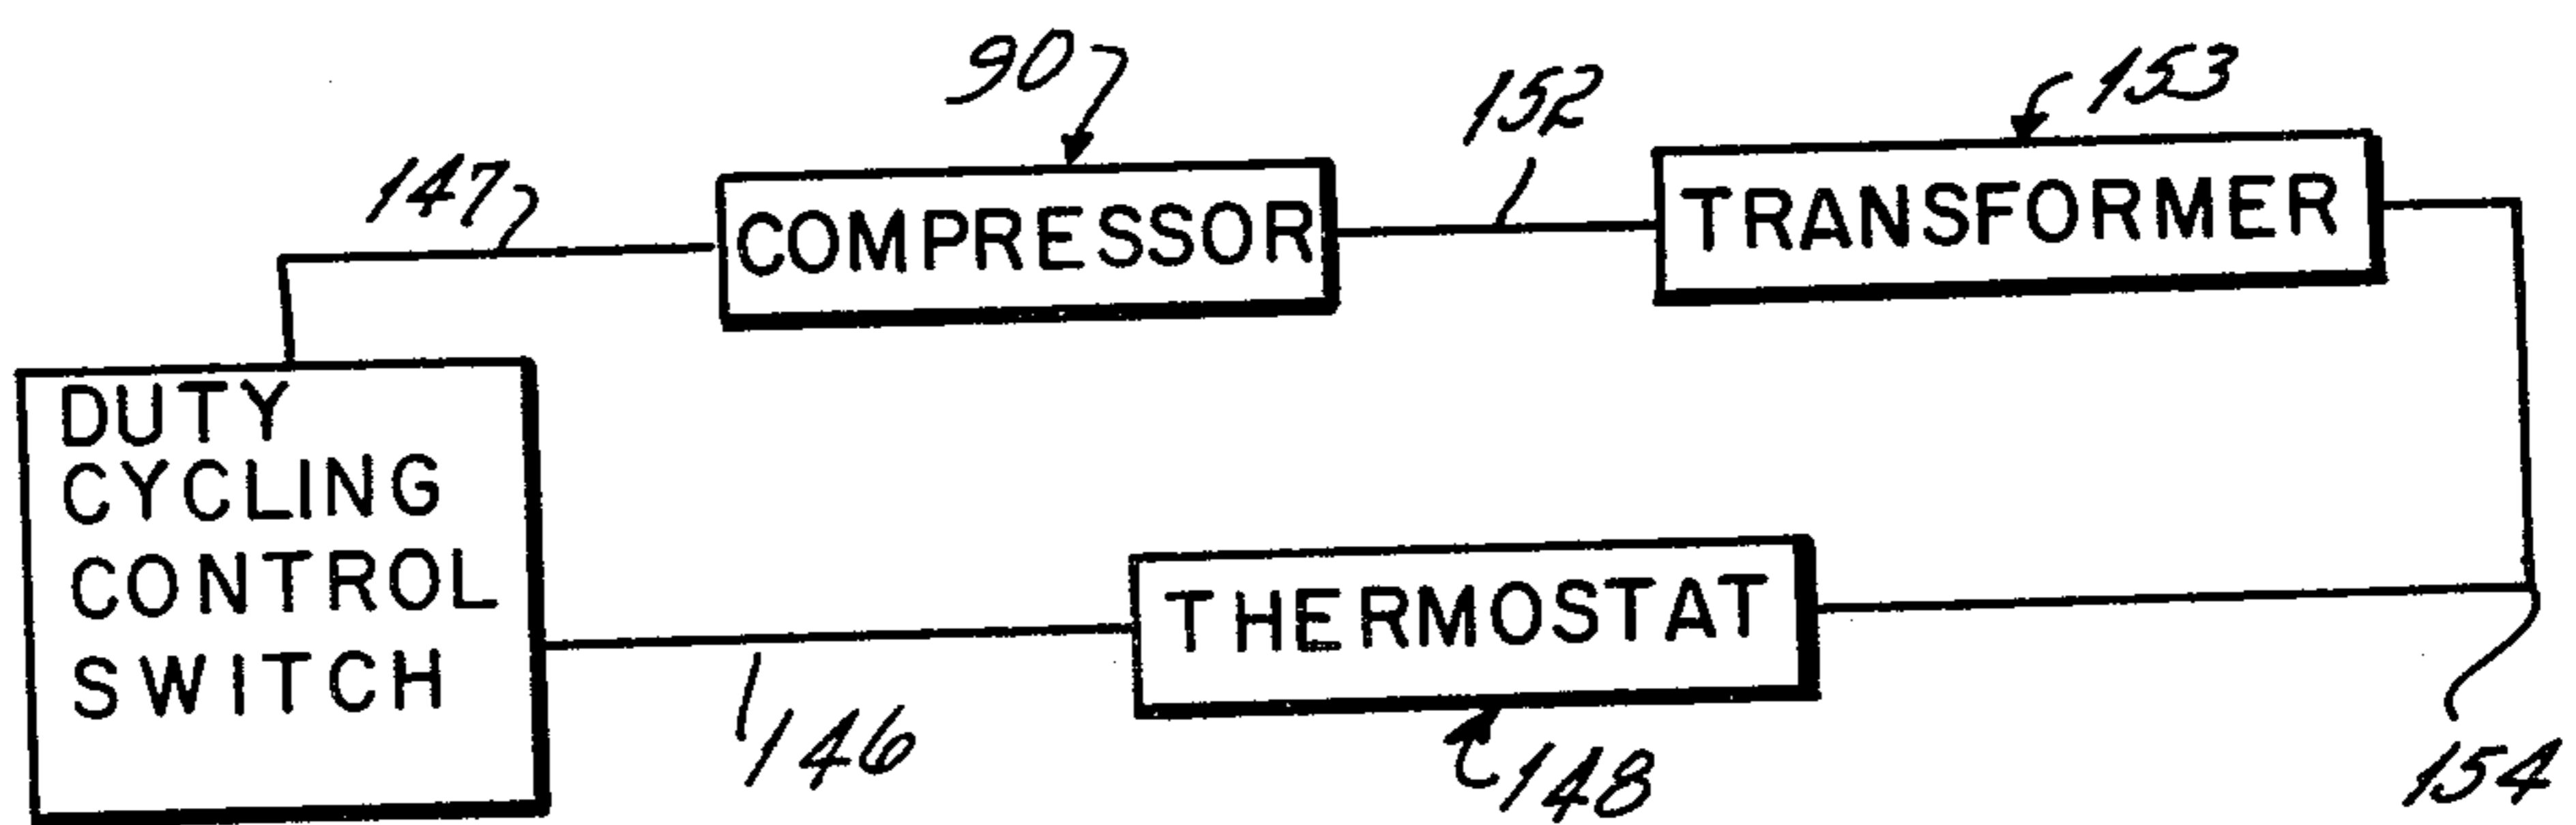 90
152
153
147
COMPRESSOR
TRANSFORMER
DUTY
CYCLING
CONTROL
SWITCH
THERMOSTAT
146
148
154